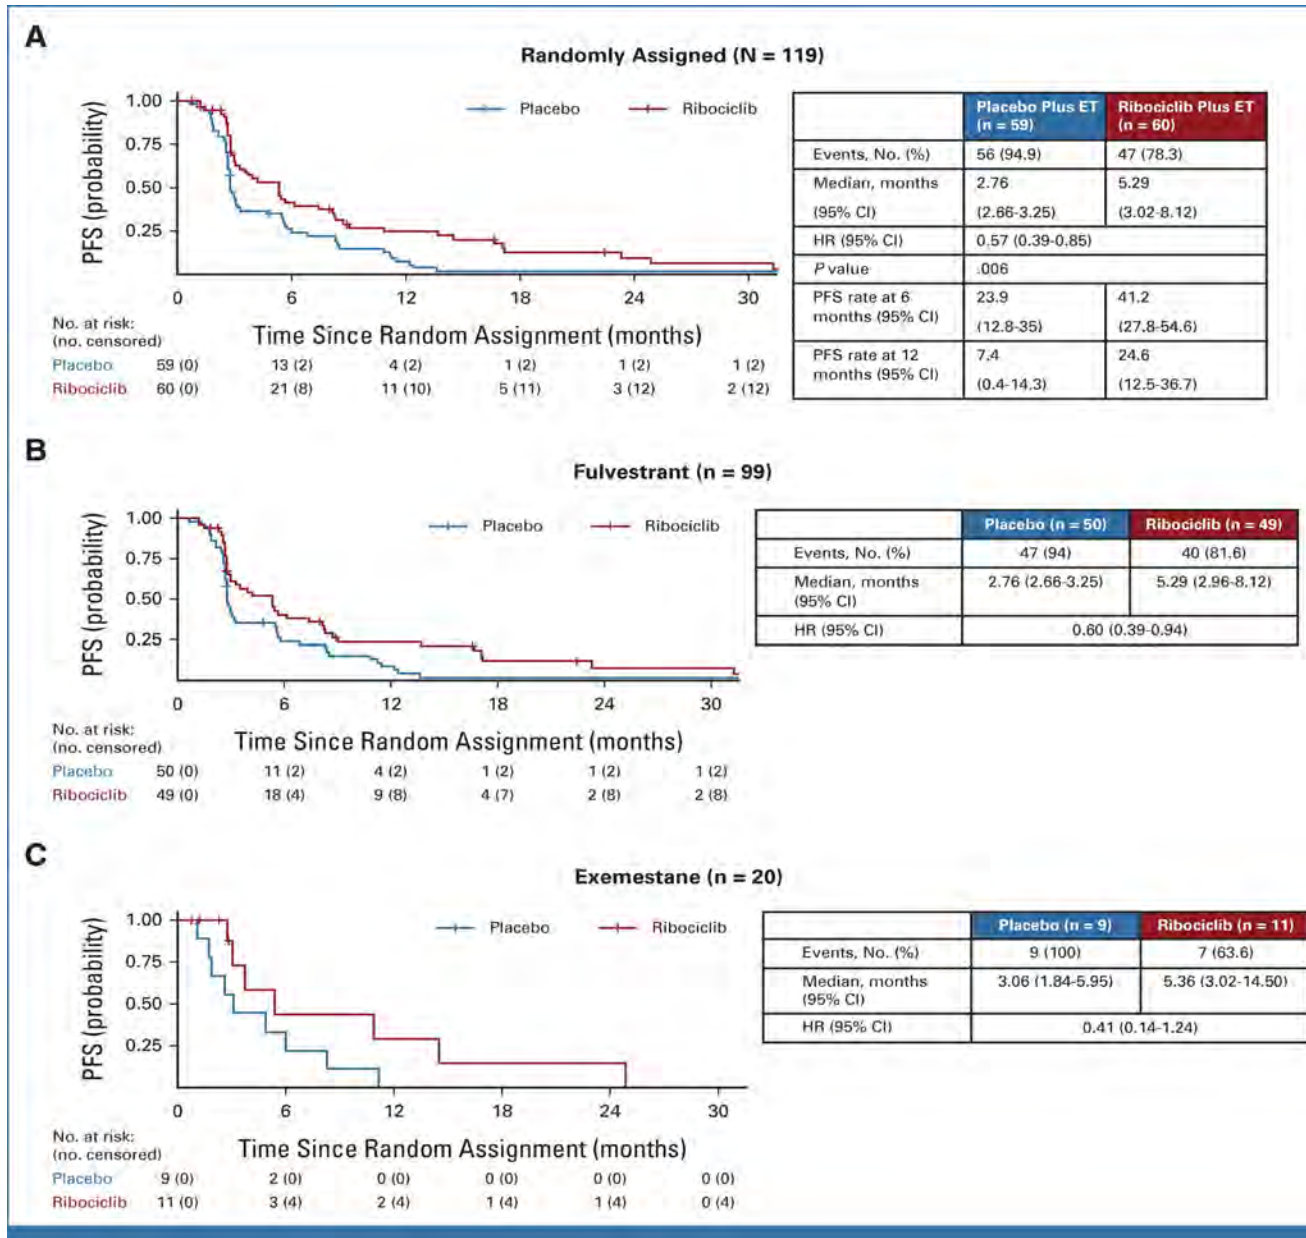 A
Randomly Assigned (N = 119)
PFS (probability)
1.00
0.75
0.50
0.25
0 6 12 18 24 30
Placebo Ribociclib
Time Since Random Assignment (months)
No. at risk:
(no. censored)
Placebo 59 (0) 13 (2) 4 (2) 1 (2) 1 (2) 1 (2)
Ribociclib 60 (0) 21 (8) 11 (10) 5 (11) 3 (12) 2 (12)
Placebo Plus ET (n = 59) Ribociclib Plus ET (n = 60)
Events, No. (%) 56 (94.9) 47 (78.3)
Median, months 2.76 5.29
(95% CI) (2.66-3.25) (3.02-8.12)
HR (95% CI) 0.57 (0.39-0.85)
P value .006
PFS rate at 6 months (95% CI) 23.9 41.2
(12.8-35) (27.8-54.6)
PFS rate at 12 months (95% CI) 7.4 24.6
(0.4-14.3) (12.5-36.7)
B
Fulvestrant (n = 99)
PFS (probability)
1.00
0.75
0.50
0.25
0 6 12 18 24 30
Placebo Ribociclib
Time Since Random Assignment (months)
No. at risk:
(no. censored)
Placebo 50 (0) 11 (2) 4 (2) 1 (2) 1 (2) 1 (2)
Ribociclib 49 (0) 18 (4) 9 (8) 4 (7) 2 (8) 2 (8)
Placebo (n = 50) Ribociclib (n = 49)
Events, No. (%) 47 (94) 40 (81.6)
Median, months (95% CI) 2.76 (2.66-3.25) 5.29 (2.96-8.12)
HR (95% CI) 0.60 (0.39-0.94)
C
Exemestane (n = 20)
PFS (probability)
1.00
0.75
0.50
0.25
0 6 12 18 24 30
Placebo Ribociclib
Time Since Random Assignment (months)
No. at risk:
(no. censored)
Placebo 9 (0) 2 (0) 0 (0) 0 (0) 0 (0) 0 (0)
Ribociclib 11 (0) 3 (4) 2 (4) 1 (4) 1 (4) 0 (4)
Placebo (n = 9) Ribociclib (n = 11)
Events, No. (%) 9 (100) 7 (63.6)
Median, months (95% CI) 3.06 (1.84-5.95) 5.36 (3.02-14.50)
HR (95% CI) 0.41 (0.14-1.24)